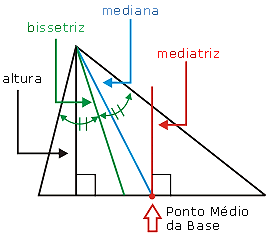 mediana
bissetriz
mediatriz
altura
Ponto Médio
da Base